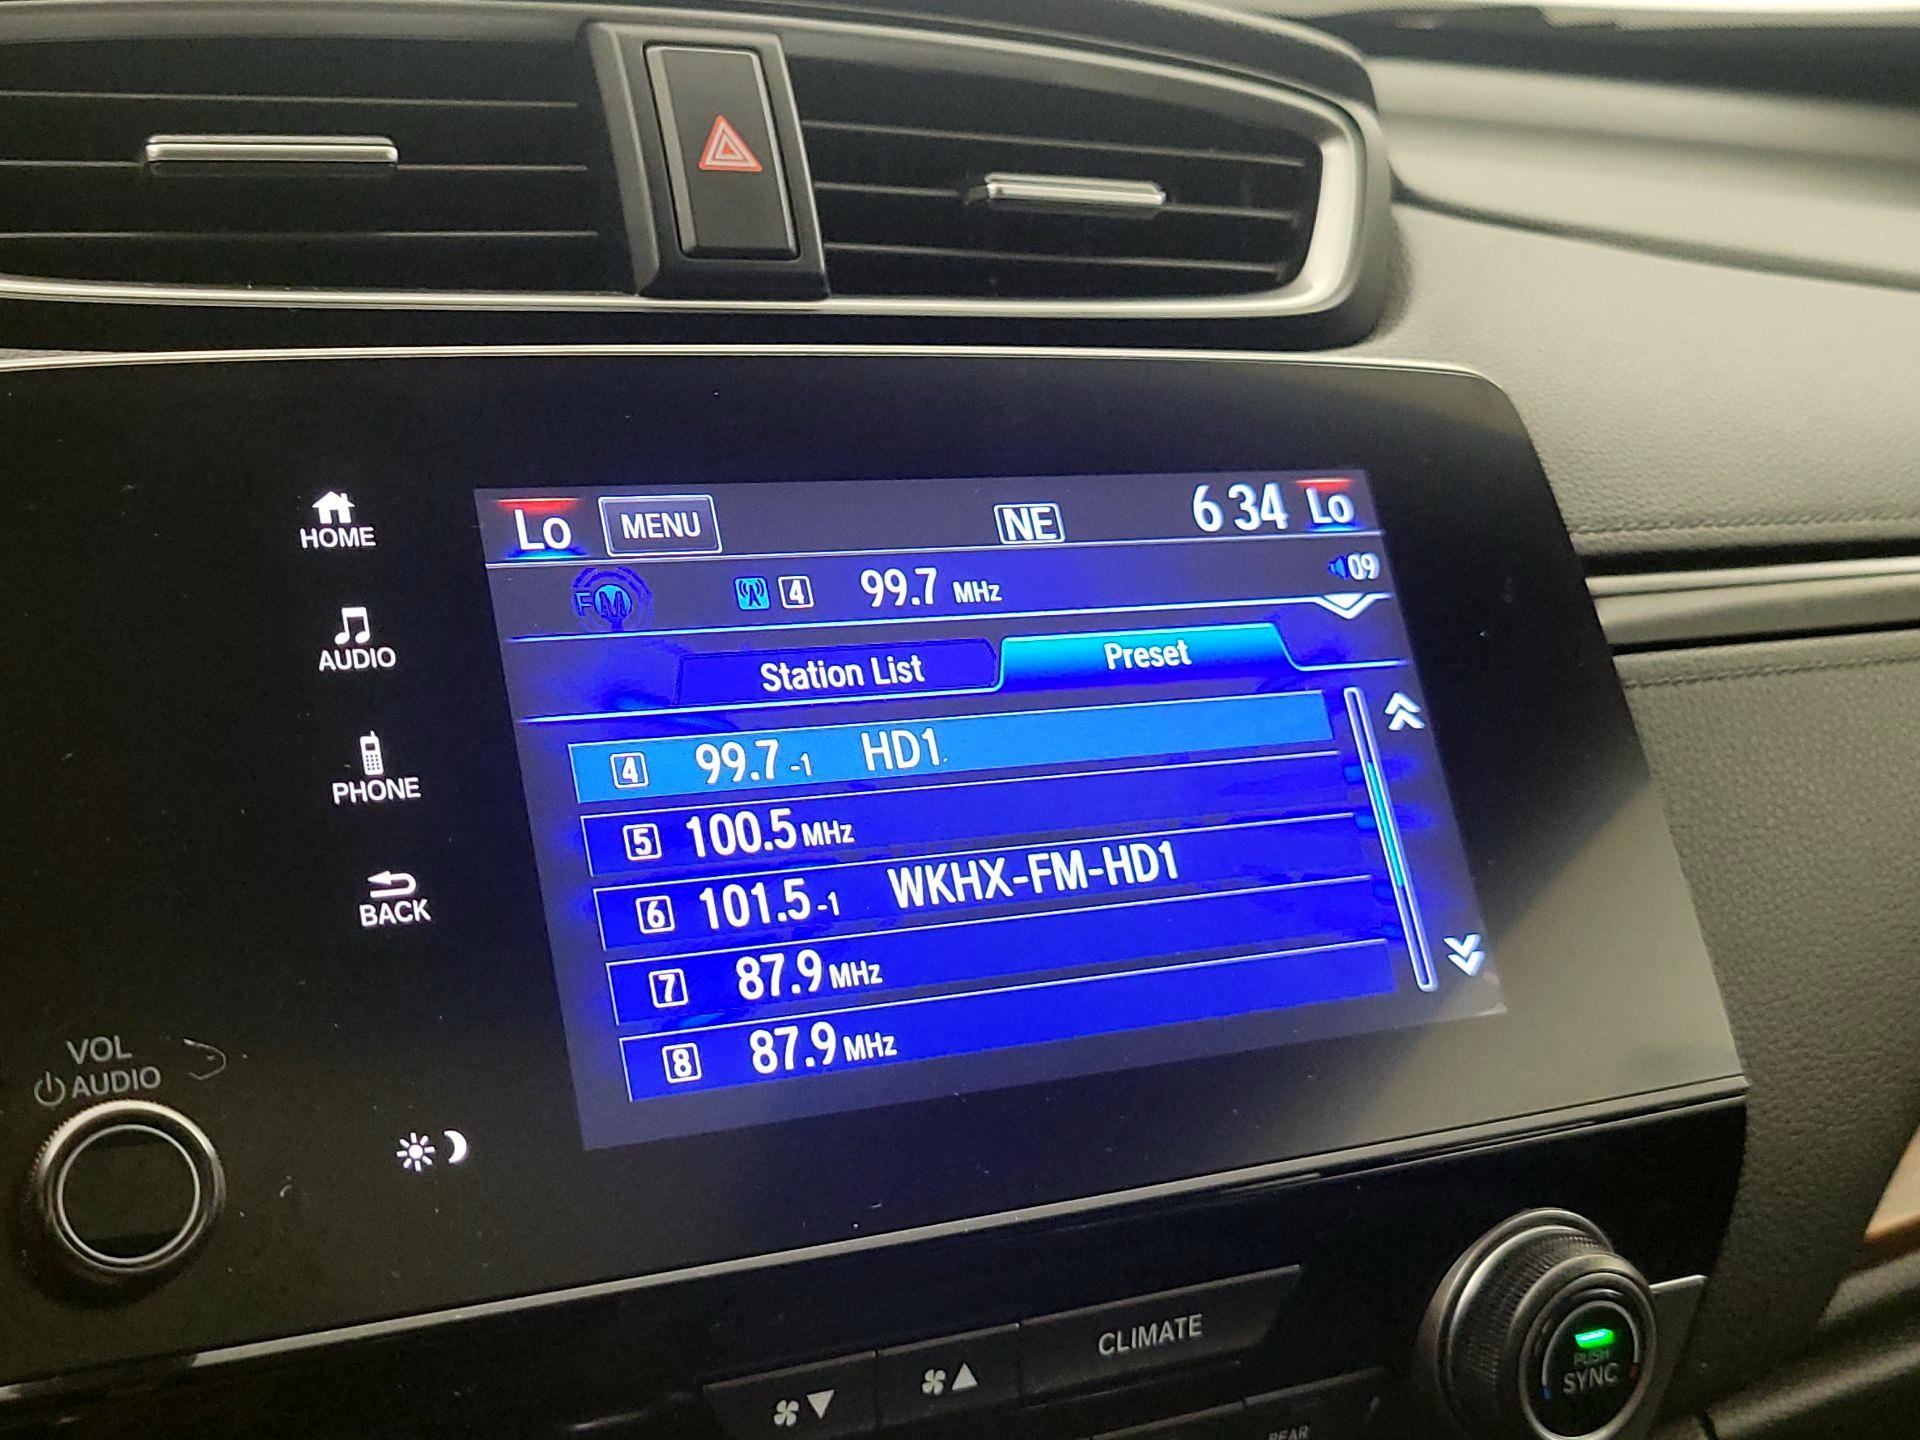 HOME
AUDIO
PHONE
BACK
VOL
AUDIO
Lo MENU NE 6 34 Lo
FM 4 99.7 MHz 09
Station List Preset
4 99.7 -1 HD1
5 100.5 MHz
6 101.5 -1 WKHX-FM-HD1
7 87.9 MHz
8 87.9 MHz
CLIMATE
PUSH
SYNC
REAR